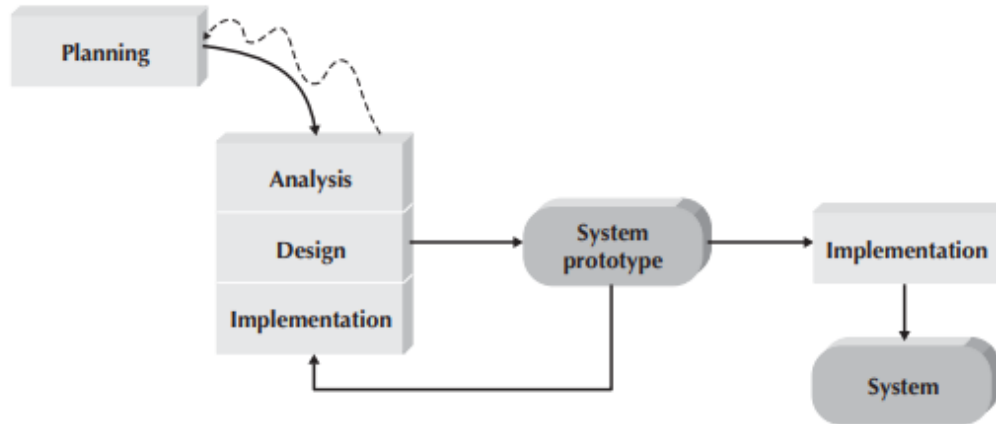 Planning
Analysis
Design
Implementation
System
prototype
Implementation
System